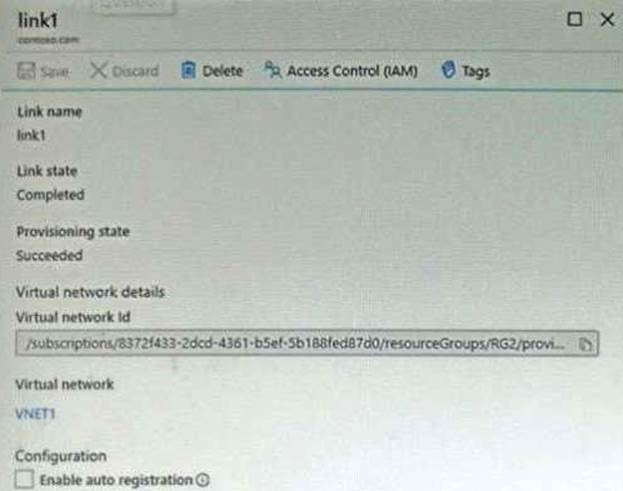 link1
contoso.com
Save Discard Delete Access Control (IAM) Tags
Link name
link1
Link state
Completed
Provisioning state
Succeeded
Virtual network details
Virtual network Id
/subscriptions/8372f433-2dcd-4361-b5ef-5b188fed87d0/resourceGroups/RG2/provi...
Virtual network
VNET1
Configuration
Enable auto registration